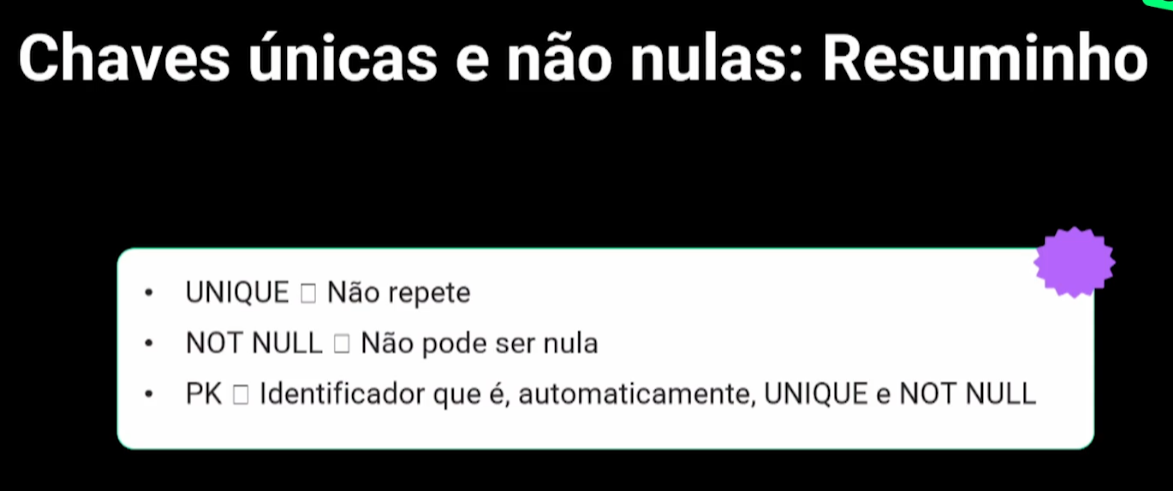 Chaves únicas e não nulas: Resuminho
• UNIQUE □ Não repete
• NOT NULL □ Não pode ser nula
• PK □ Identificador que é, automaticamente, UNIQUE e NOT NULL